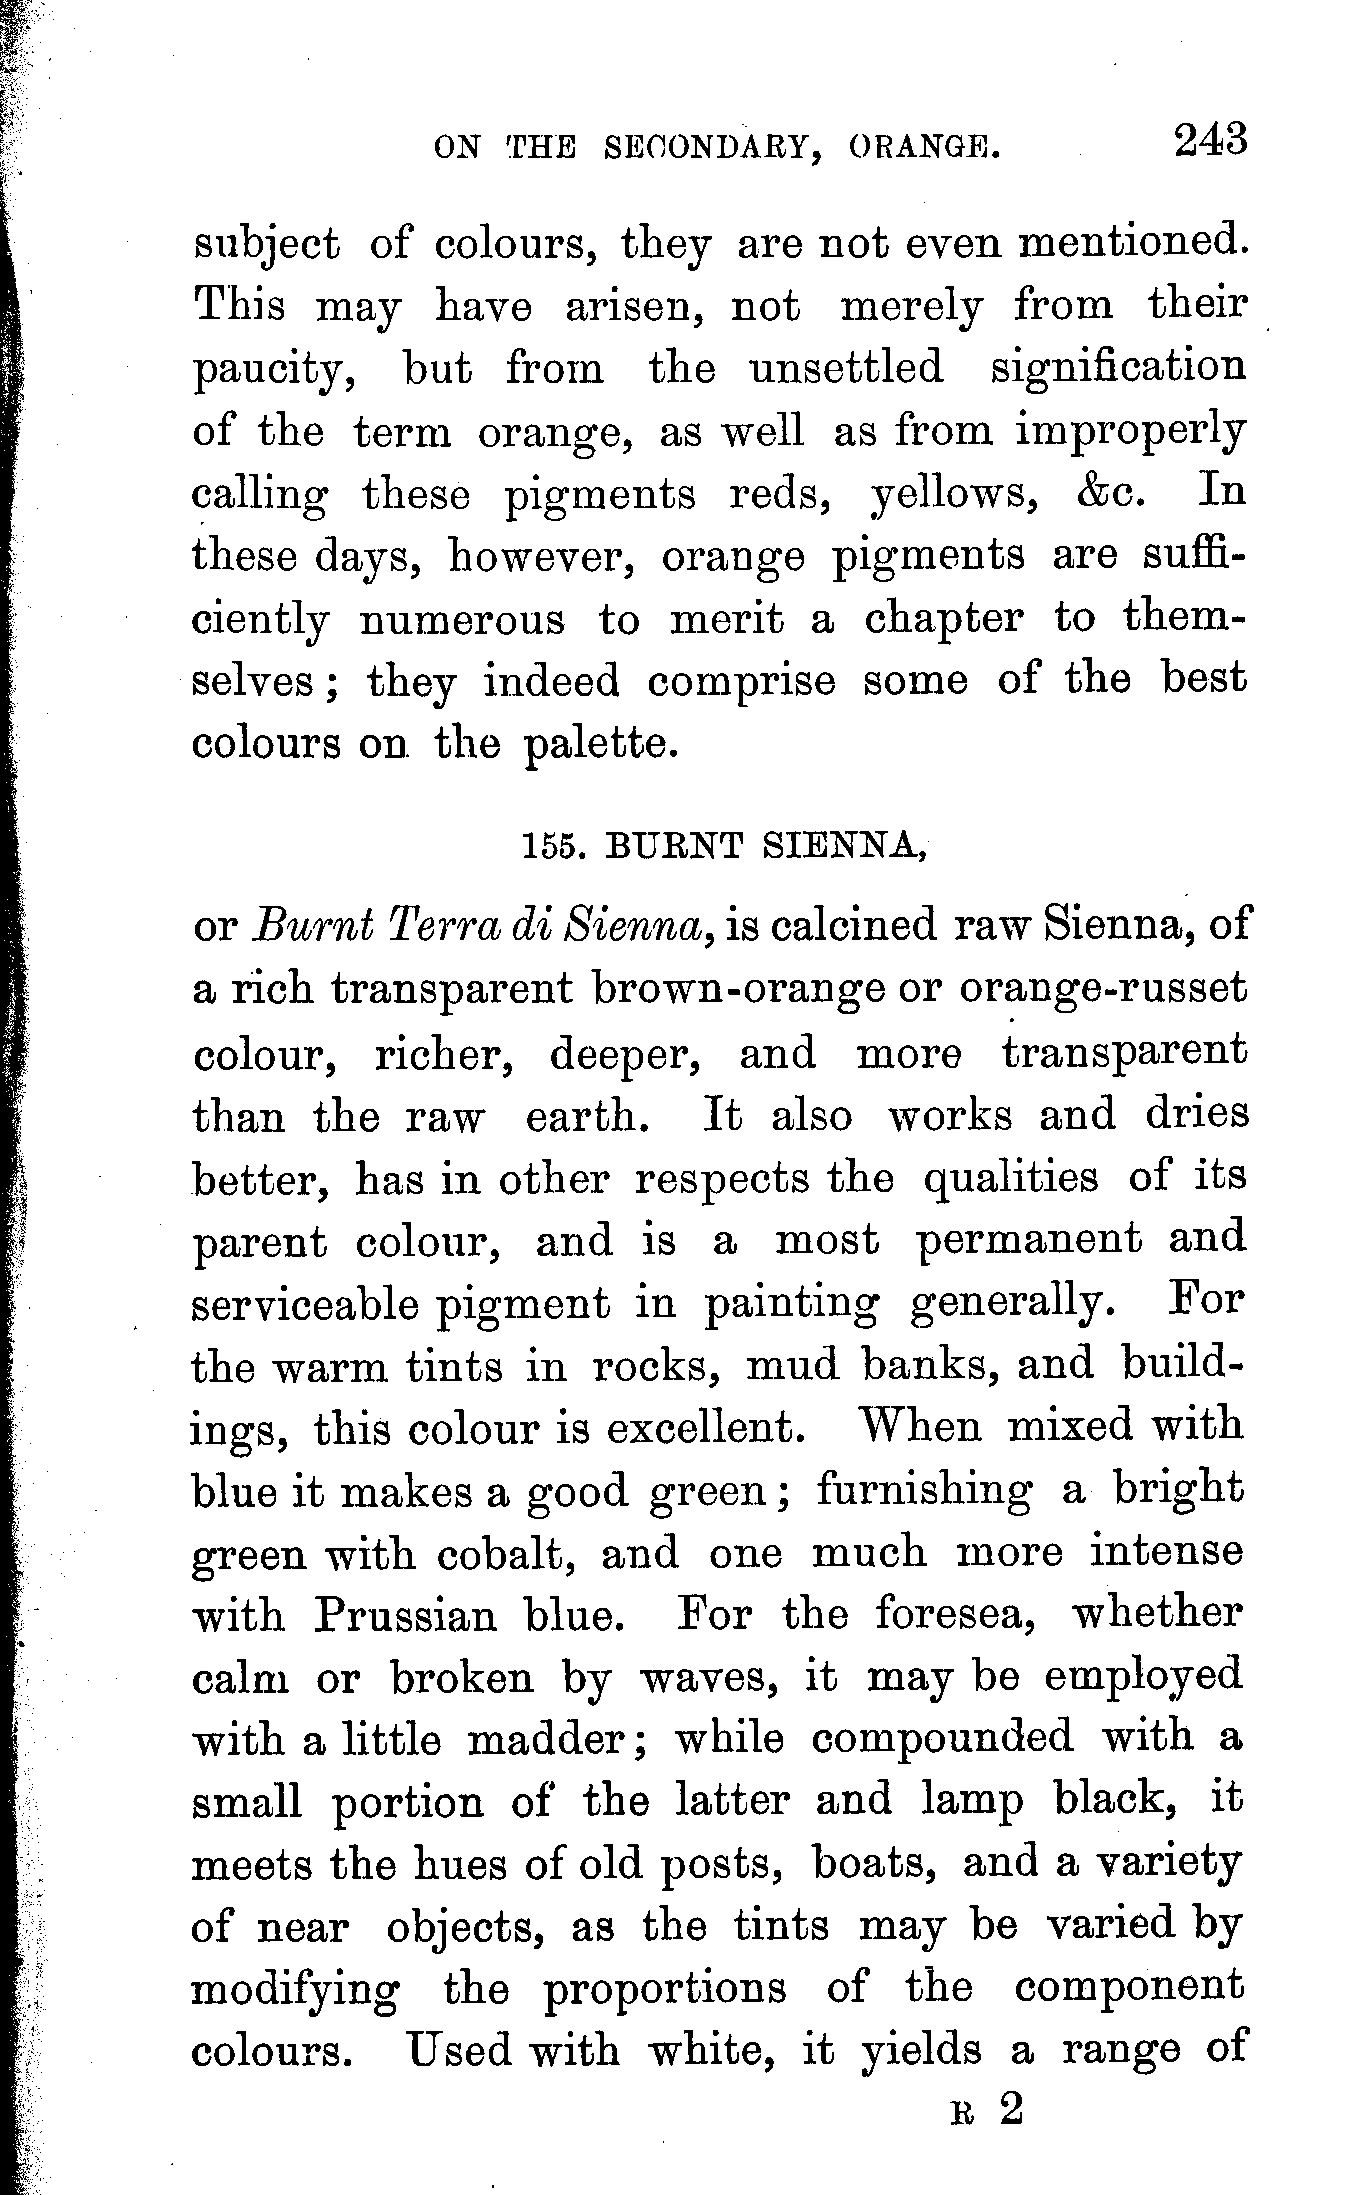 ON THE SECONDARY, ORANGE. 243
subject of colours, they are not even mentioned.
This may have arisen, not merely from their
paucity, but from the unsettled signification
of the term orange, as well as from improperly
calling these pigments reds, yellows, &c. In
these days, however, orange pigments are suffi-
ciently numerous to merit a chapter to them-
selves; they indeed comprise some of the best
colours on the palette.
155. BURNT SIENNA,
or Burnt Terra di Sienna, is calcined raw Sienna, of
a rich transparent brown-orange or orange-russet
colour, richer, deeper, and more transparent
than the raw earth. It also works and dries
better, has in other respects the qualities of its
parent colour, and is a most permanent and
serviceable pigment in painting generally. For
the warm tints in rocks, mud banks, and build-
ings, this colour is excellent. When mixed with
blue it makes a good green; furnishing a bright
green with cobalt, and one much more intense
with Prussian blue. For the foresea, whether
calm or broken by waves, it may be employed
with a little madder; while compounded with a
small portion of the latter and lamp black, it
meets the hues of old posts, boats, and a variety
of near objects, as the tints may be varied by
modifying the proportions of the component
colours. Used with white, it yields a range of
R 2